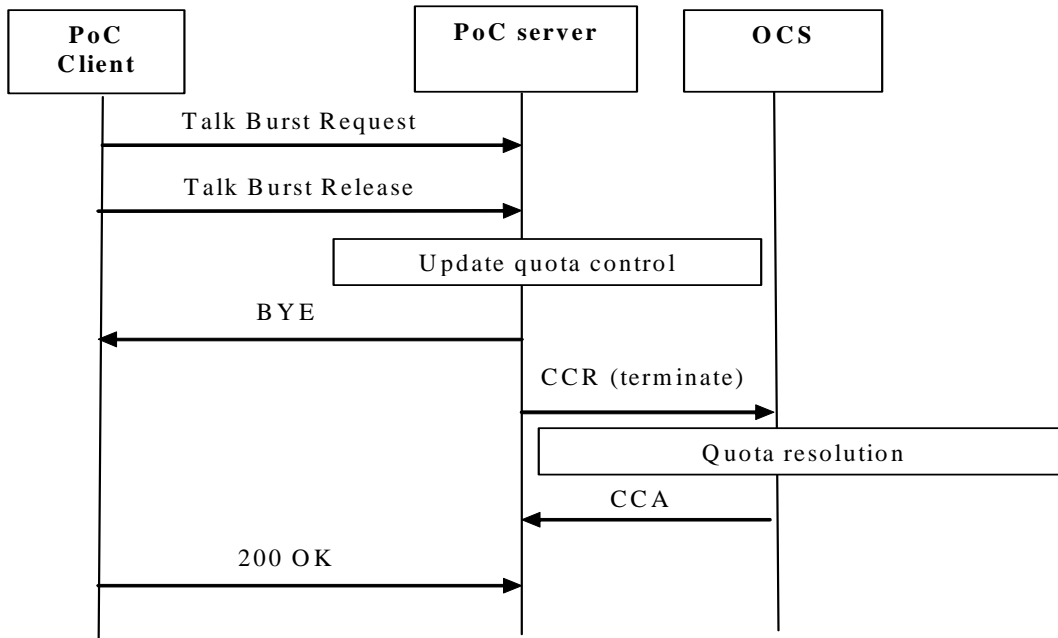 PoC
Client
PoC server
OCS
Talk Burst Request
Talk Burst Release
Update quota control
BYE
CCR (terminate)
Quota resolution
CCA
200 OK